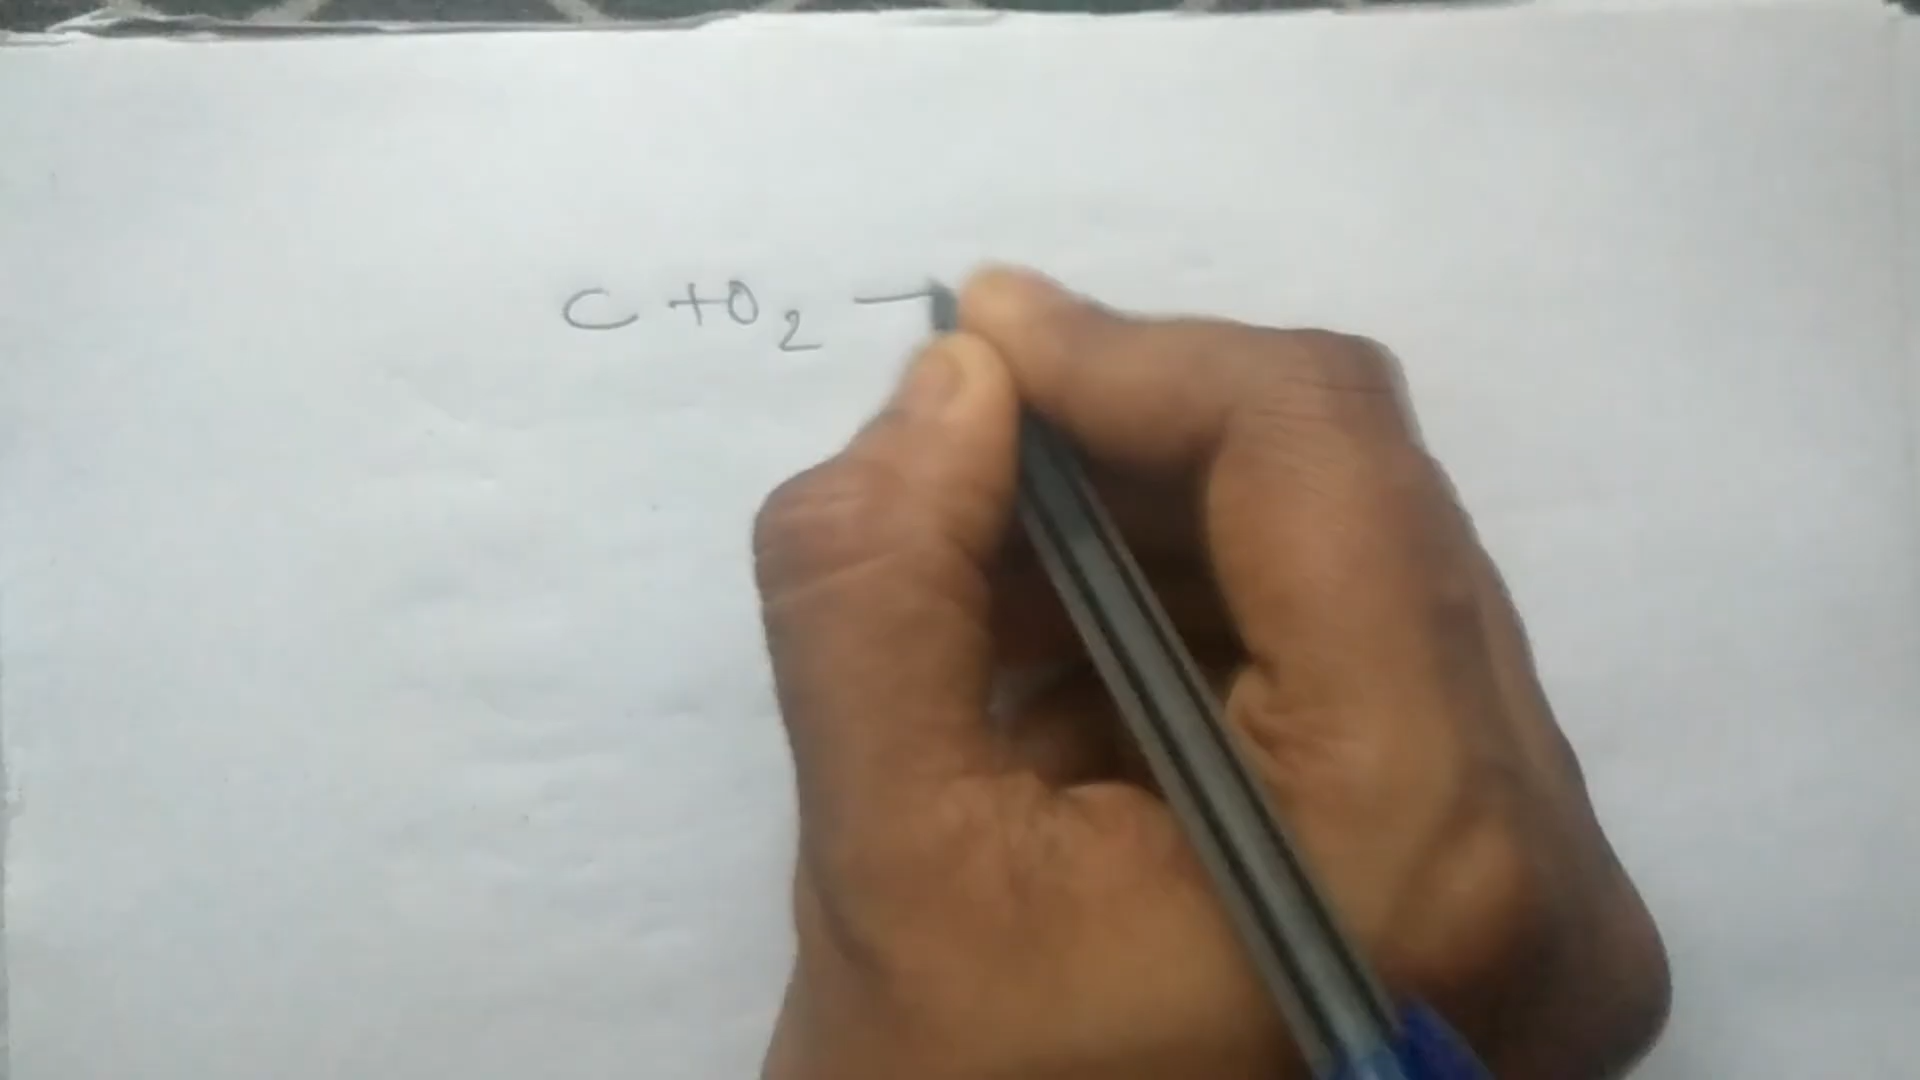 C + O₂ —